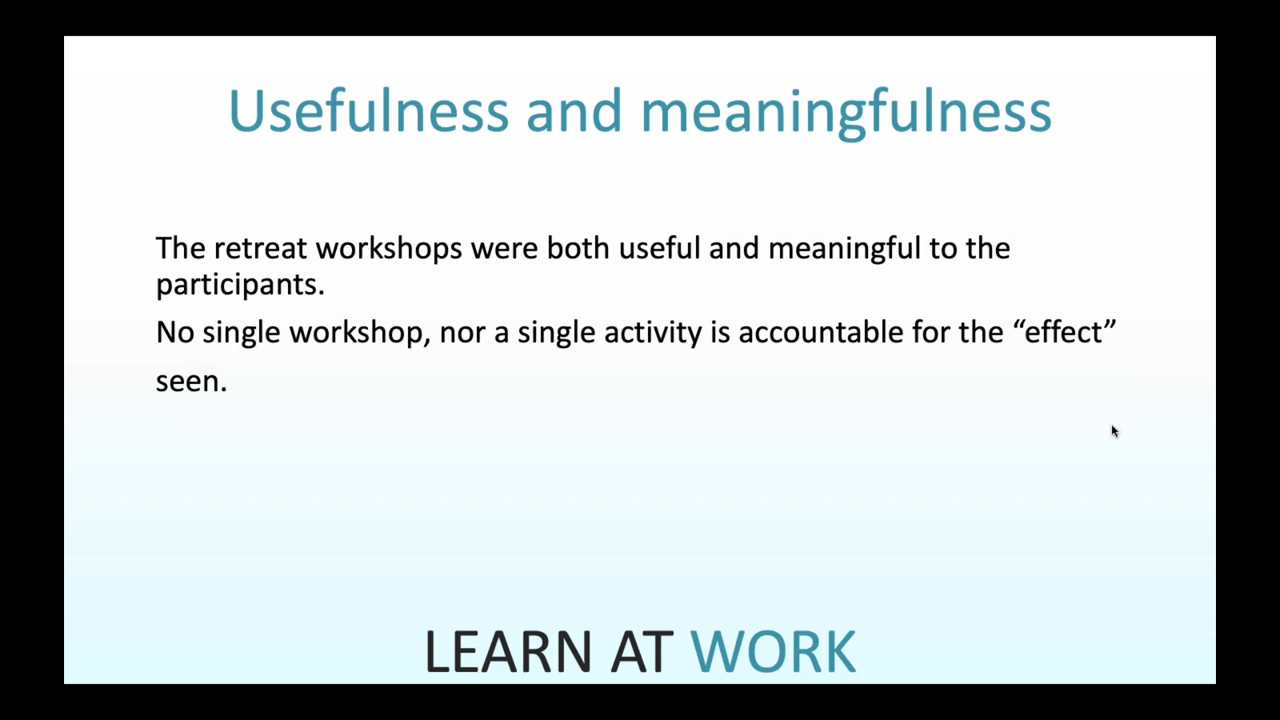 Usefulness and meaningfulness
The retreat workshops were both useful and meaningful to the
participants.
No single workshop, nor a single activity is accountable for the “effect”
seen.
LEARN AT WORK